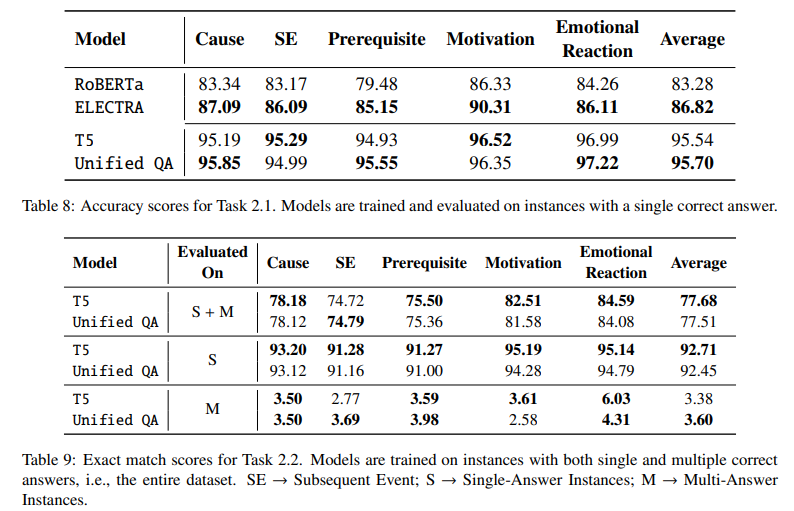 Model Cause SE Prerequisite Motivation Emotional Reaction Average
RoBERTa 83.34 83.17 79.48 86.33 84.26 83.28
ELECTRA 87.09 86.09 85.15 90.31 86.11 86.82
T5 95.19 95.29 94.93 96.52 96.99 95.54
Unified QA 95.85 94.99 95.55 96.35 97.22 95.70
Table 8: Accuracy scores for Task 2.1. Models are trained and evaluated on instances with a single correct answer.
Model Evaluated On Cause SE Prerequisite Motivation Emotional Reaction Average
T5 S + M 78.18 74.72 75.50 82.51 84.59 77.68
Unified QA 78.12 74.79 75.36 81.58 84.08 77.51
T5 S 93.20 91.28 91.27 95.19 95.14 92.71
Unified QA 93.12 91.16 91.00 94.28 94.79 92.45
T5 M 3.50 2.77 3.59 3.61 6.03 3.38
Unified QA 3.50 3.69 3.98 2.58 4.31 3.60
Table 9: Exact match scores for Task 2.2. Models are trained on instances with both single and multiple correct
answers, i.e., the entire dataset. SE → Subsequent Event; S → Single-Answer Instances; M → Multi-Answer
Instances.